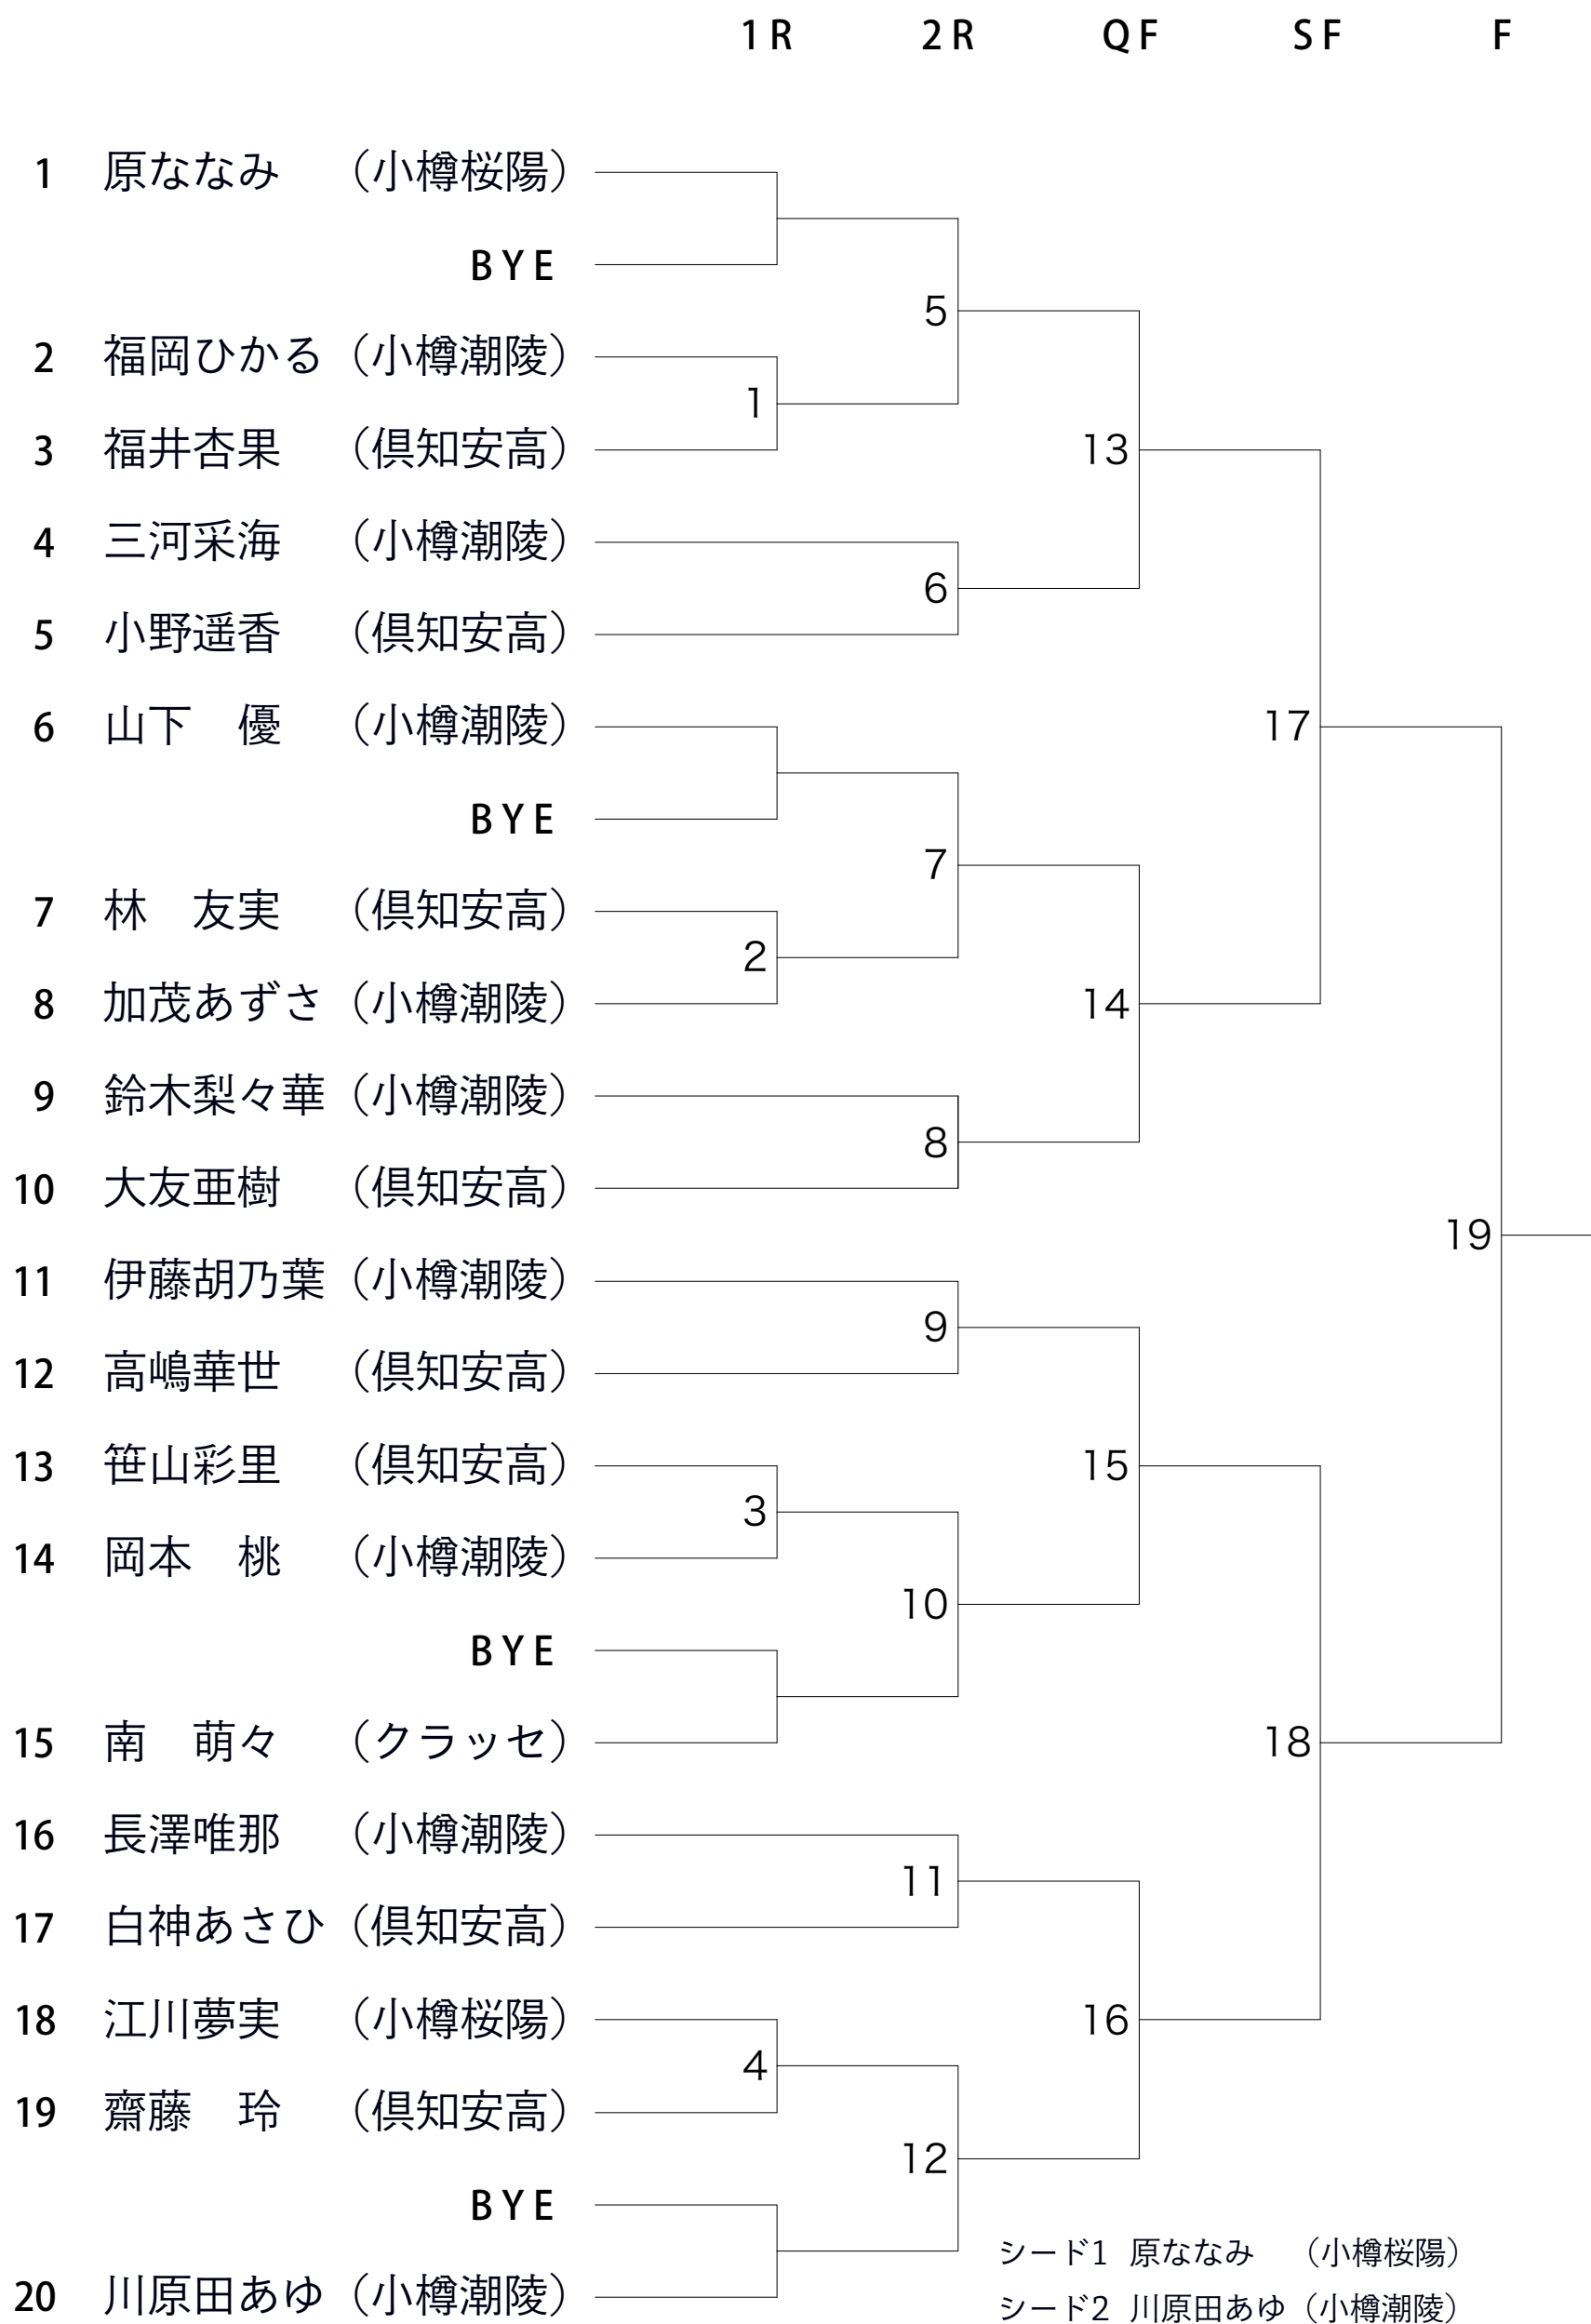 1R 2R QF SF F
1 原ななみ （小樽桜陽）
BYE
5
2 福岡ひかる（小樽潮陵）
1
3 福井杏果 （倶知安高）
13
4 三河采海 （小樽潮陵）
6
5 小野遥香 （倶知安高）
6 山下 優 （小樽潮陵）
17
BYE
7
7 林 友実 （倶知安高）
2
8 加茂あずさ（小樽潮陵）
14
9 鈴木梨々華（小樽潮陵）
8
10 大友亜樹 （倶知安高）
19
11 伊藤胡乃葉（小樽潮陵）
9
12 高嶋華世 （倶知安高）
13 笹山彩里 （倶知安高）
15
3
14 岡本 桃 （小樽潮陵）
10
BYE
15 南 萌々 （クラッセ）
18
16 長澤唯那 （小樽潮陵）
11
17 白神あさひ（倶知安高）
18 江川夢実 （小樽桜陽）
16
4
19 齋藤 玲 （倶知安高）
12
BYE
シード1 原ななみ （小樽桜陽）
20 川原田あゆ（小樽潮陵）
シード2 川原田あゆ（小樽潮陵）